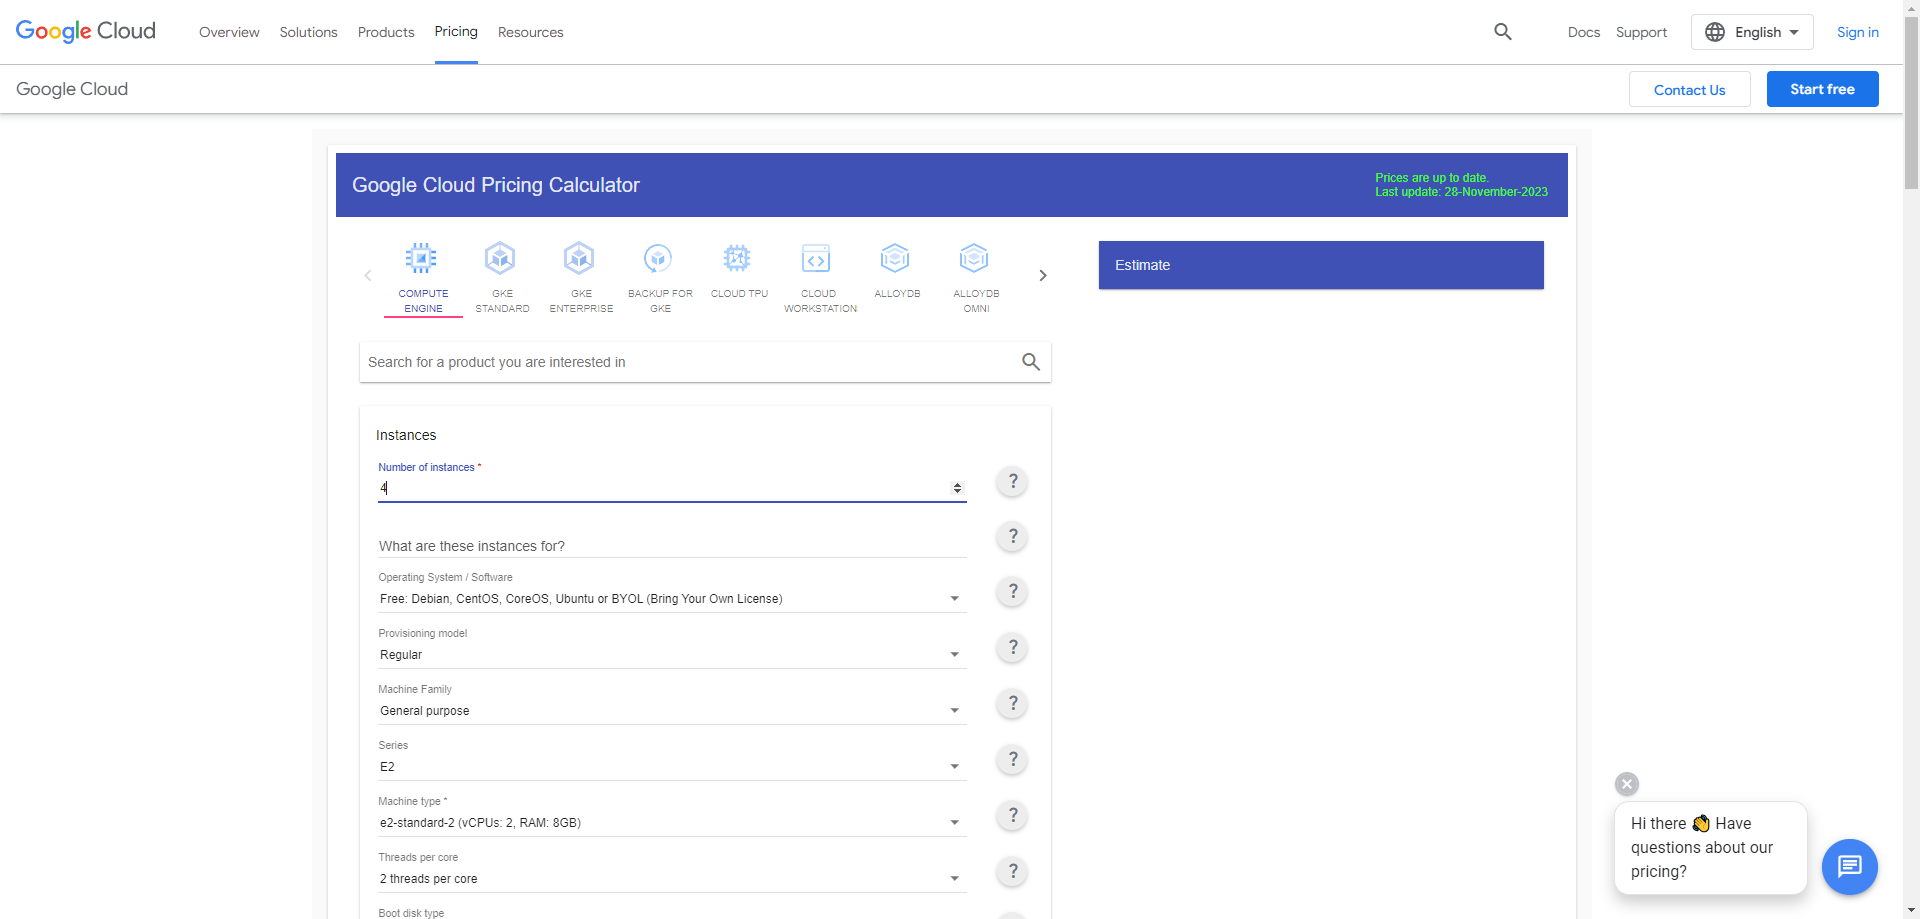 Google Cloud
Overview
Solutions
Products
Pricing
Resources
Docs
Support
English
Sign in
Google Cloud
Contact Us
Start free
Google Cloud Pricing Calculator
Prices are up to date.
Last update: 28-November-2023
COMPUTE
ENGINE
GKE
STANDARD
GKE
ENTERPRISE
BACKUP FOR
GKE
CLOUD TPU
CLOUD
WORKSTATION
ALLOYDB
ALLOYDB
OMNI
Estimate
Search for a product you are interested in
Instances
Number of instances *
4
?
What are these instances for?
?
Operating System / Software
Free: Debian, CentOS, CoreOS, Ubuntu or BYOL (Bring Your Own License)
?
Provisioning model
Regular
?
Machine Family
General purpose
?
Series
E2
?
Machine type *
e2-standard-2 (vCPUs: 2, RAM: 8GB)
?
Threads per core
2 threads per core
?
Boot disk type
Hi there 👋 Have
questions about our
pricing?